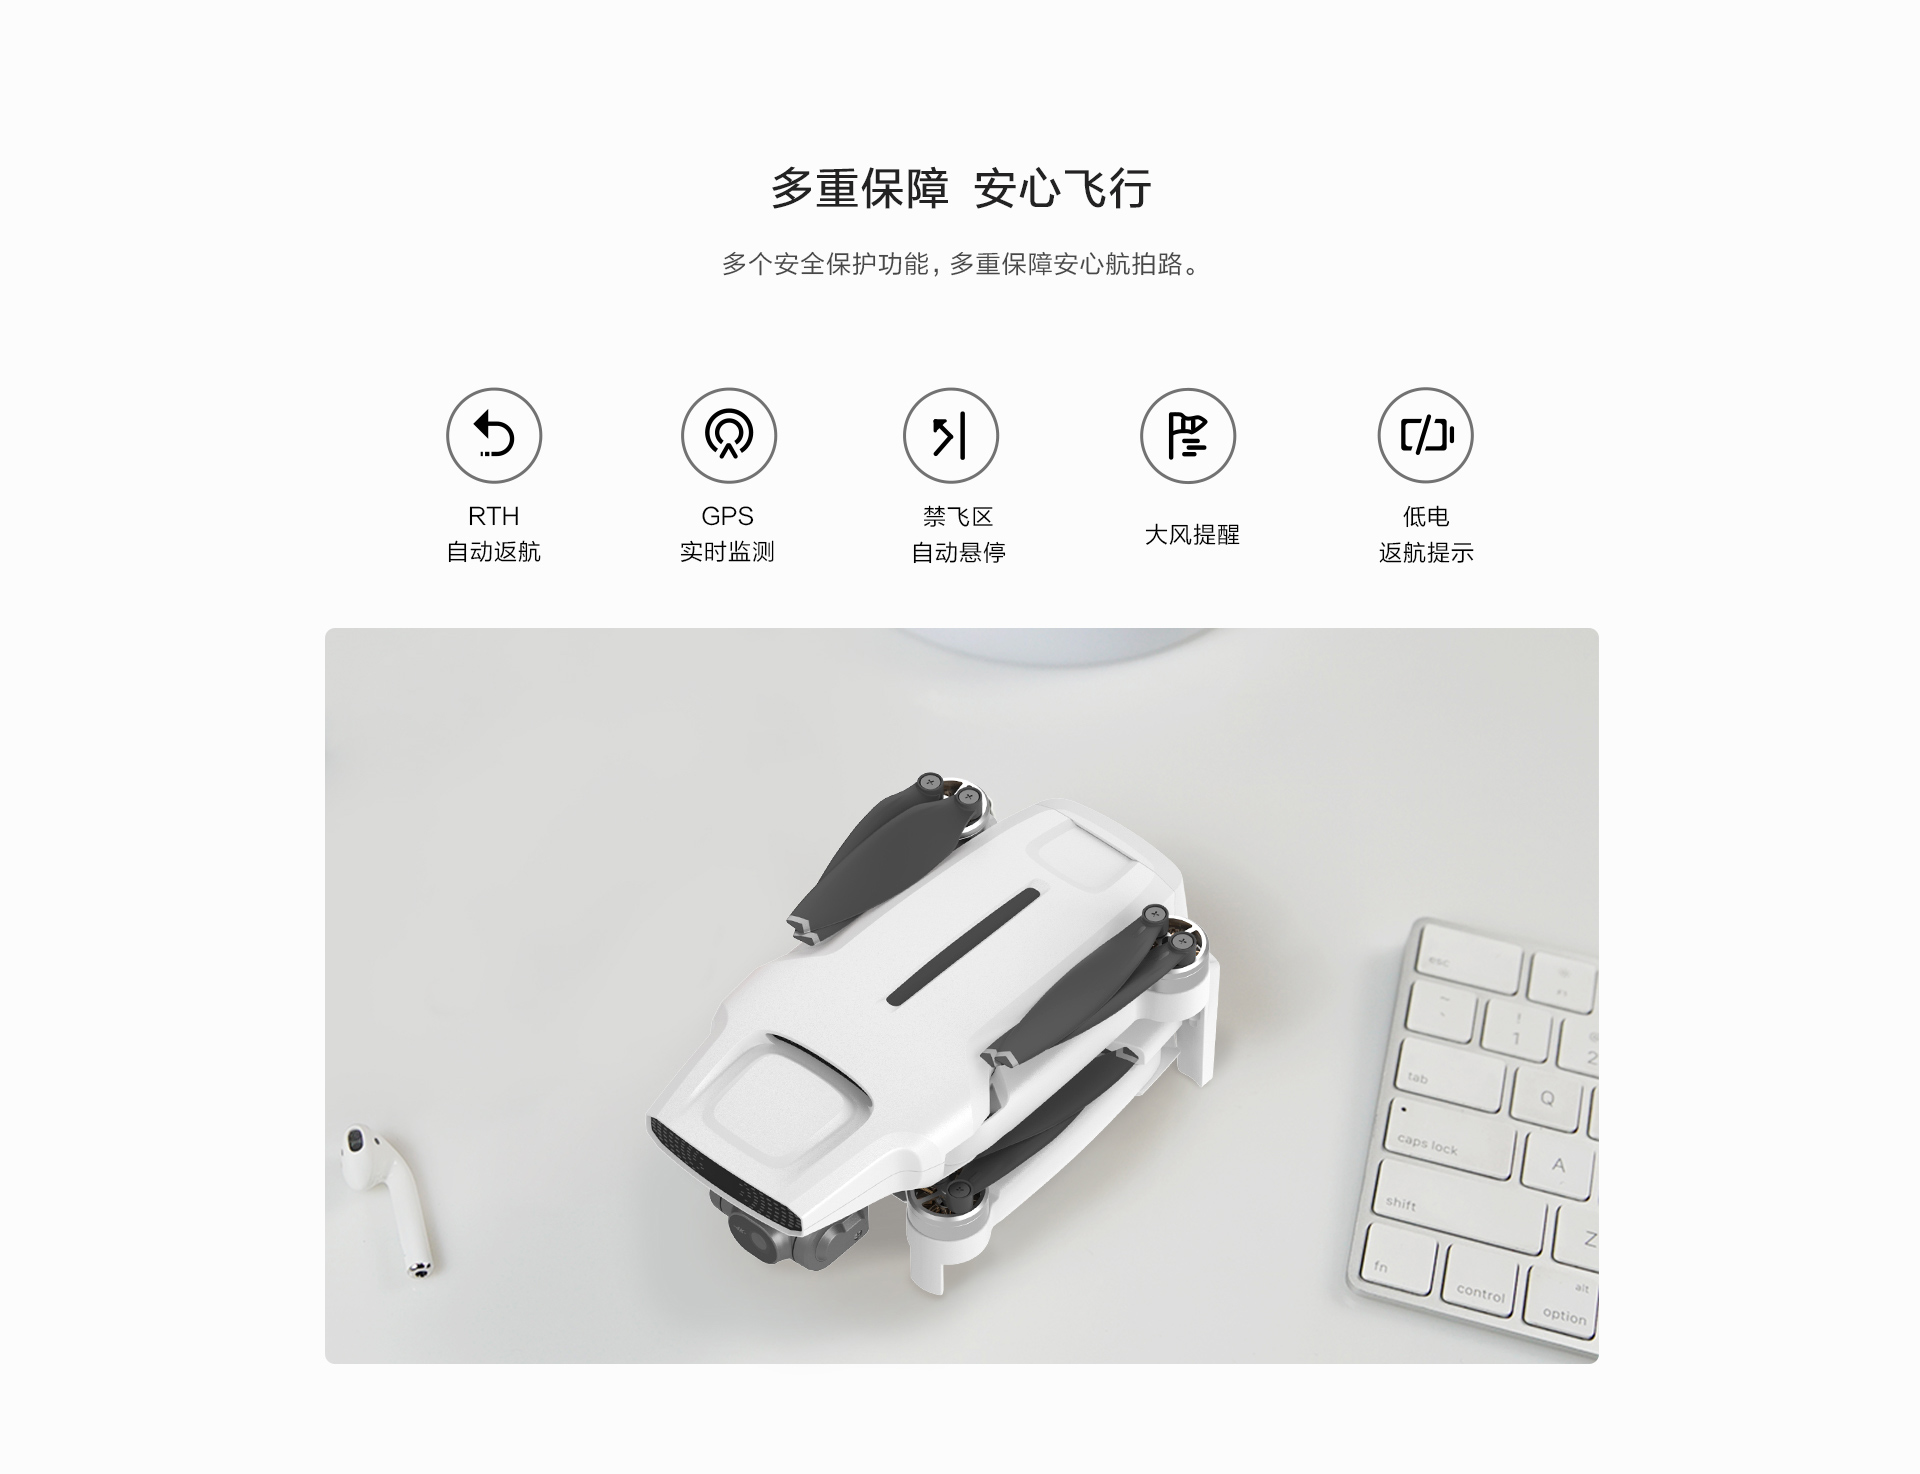 多重保障 安心飞行
多个安全保护功能，多重保障安心航拍路。
RTH
自动返航
GPS
实时监测
禁飞区
自动悬停
大风提醒
低电
返航提示
esc
!
1
2
tab
Q
caps lock
A
shift
Z
fn
control
alt
option